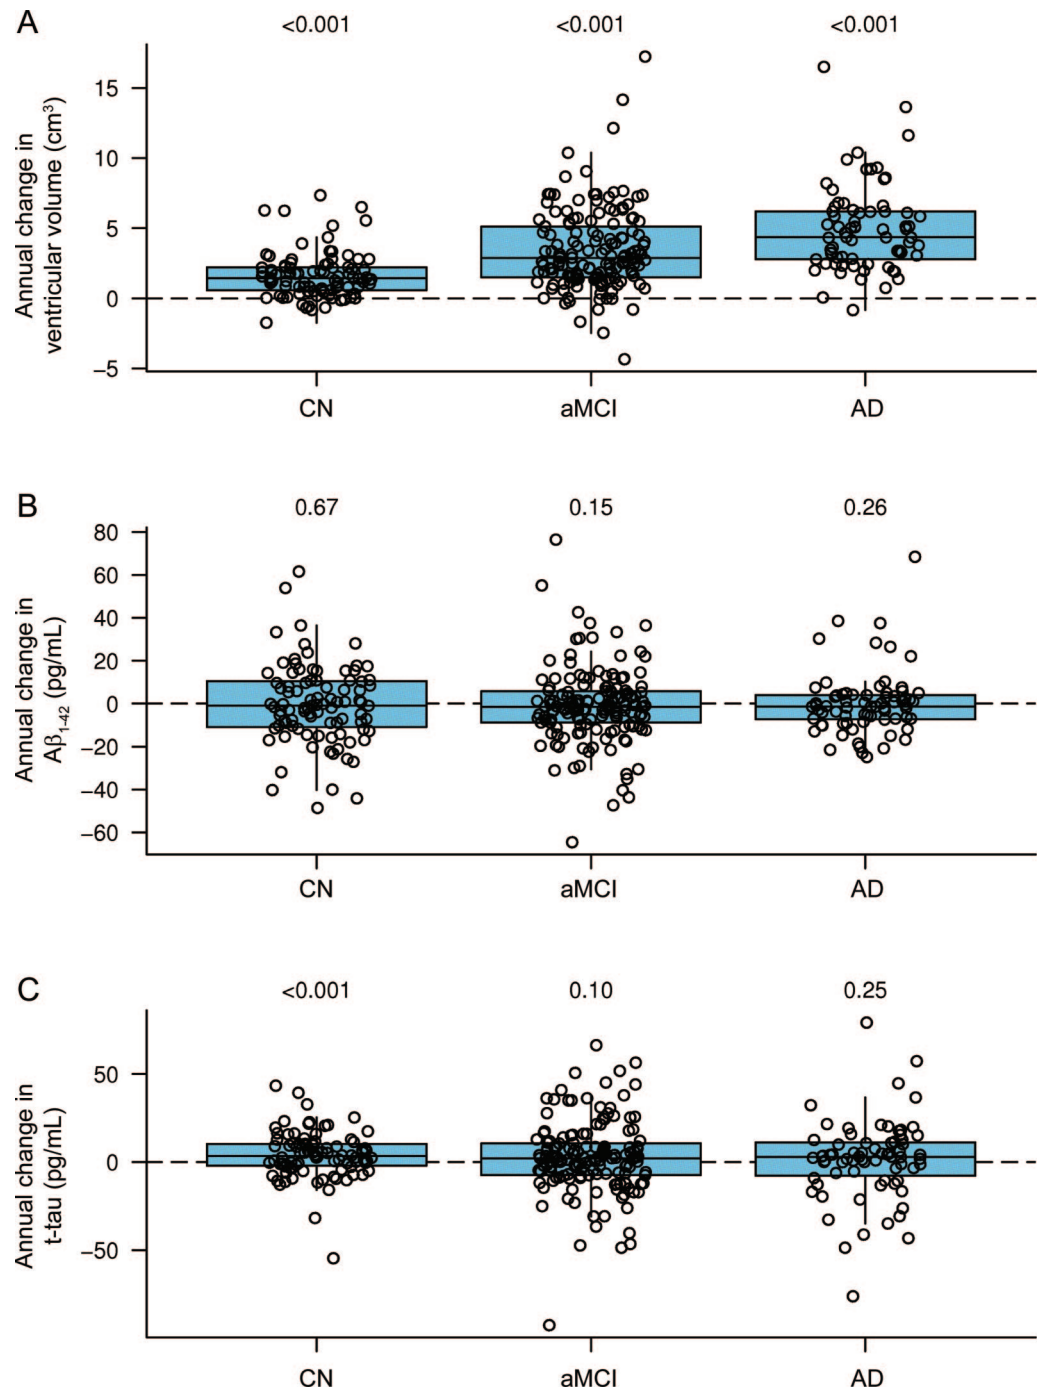 A
<0.001 <0.001 <0.001
Annual change in
ventricular volume (cm³)
15
10
5
0
−5
CN aMCI AD
B
0.67 0.15 0.26
Annual change in
Aβ₁₋₄₂ (pg/mL)
80
60
40
20
0
−20
−40
−60
CN aMCI AD
C
<0.001 0.10 0.25
Annual change in
t-tau (pg/mL)
50
0
−50
CN aMCI AD